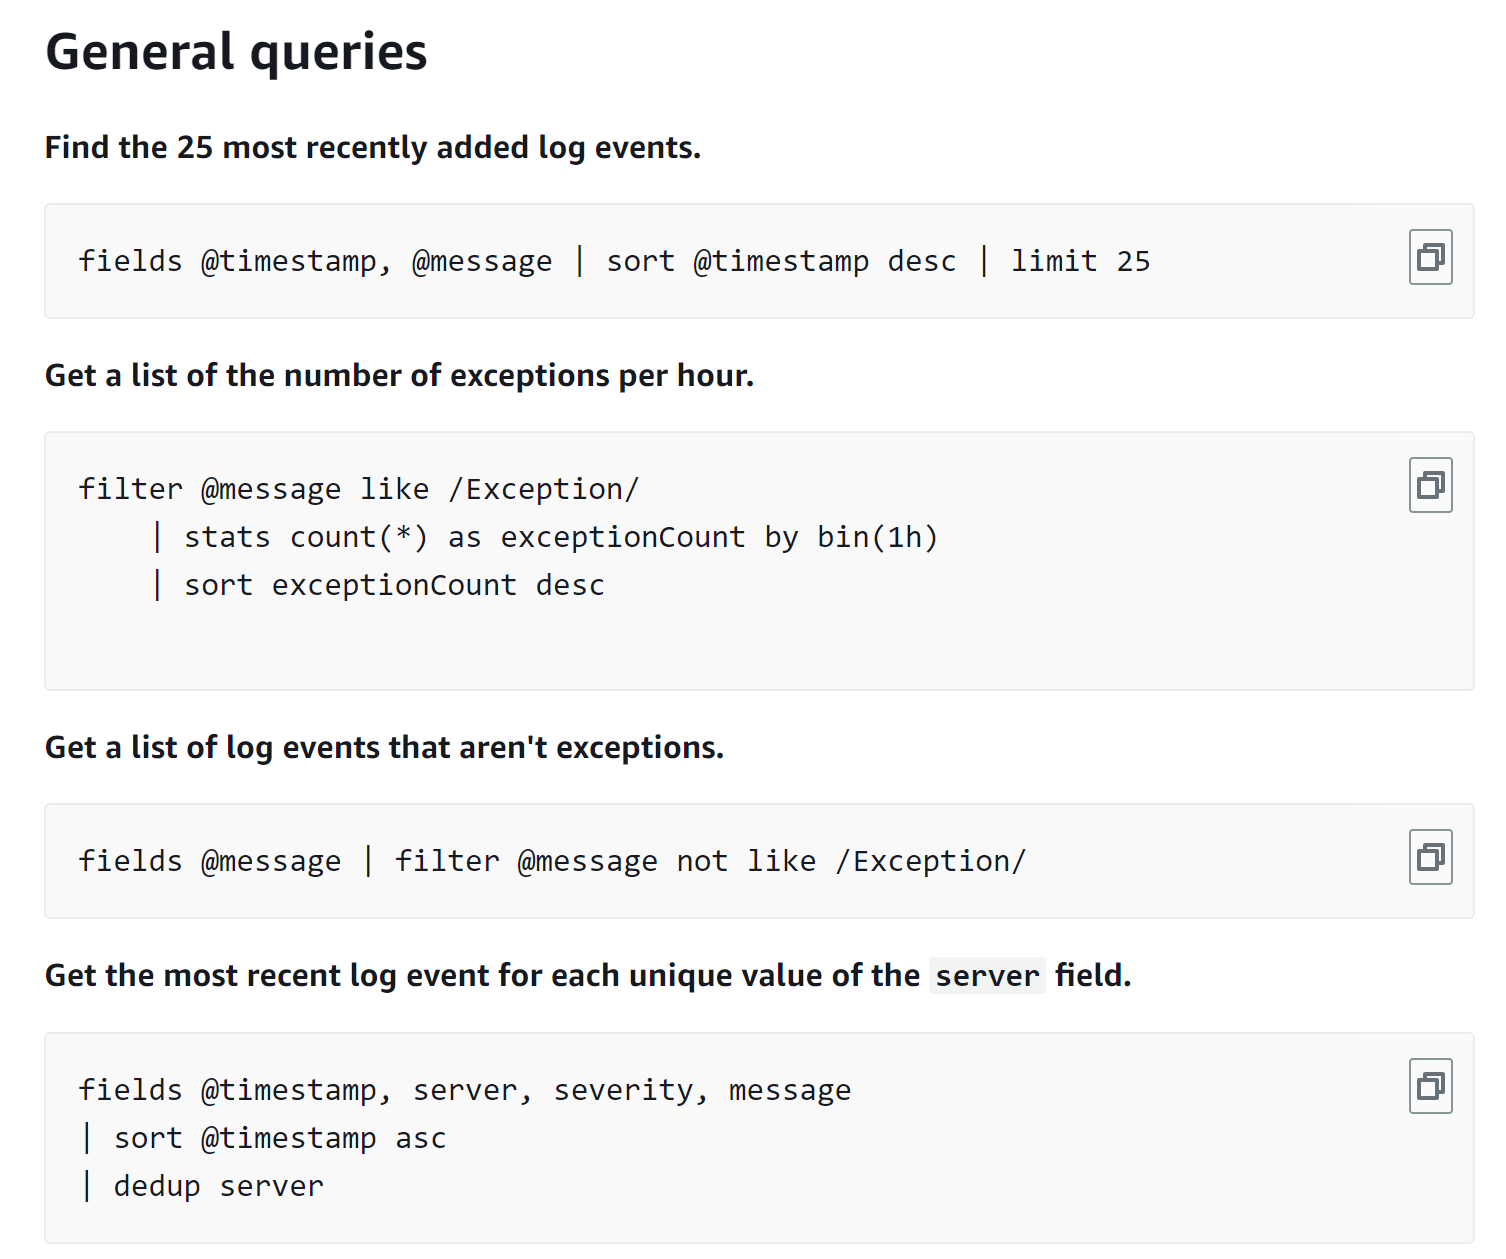 General queries
Find the 25 most recently added log events.
fields @timestamp, @message | sort @timestamp desc | limit 25
Get a list of the number of exceptions per hour.
filter @message like /Exception/
    | stats count(*) as exceptionCount by bin(1h)
    | sort exceptionCount desc
Get a list of log events that aren't exceptions.
fields @message | filter @message not like /Exception/
Get the most recent log event for each unique value of the server field.
fields @timestamp, server, severity, message
| sort @timestamp asc
| dedup server